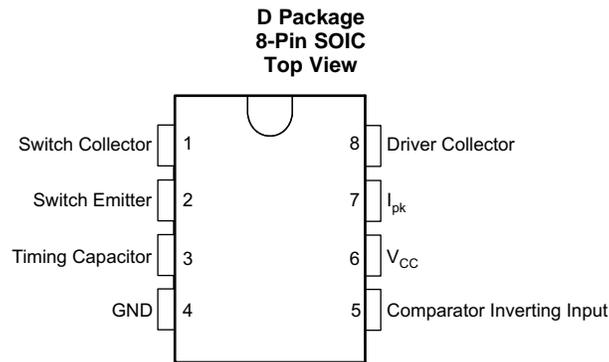 D Package
8-Pin SOIC
Top View
Switch Collector 1 8 Driver Collector
Switch Emitter 2 7 Ipk
Timing Capacitor 3 6 VCC
GND 4 5 Comparator Inverting Input